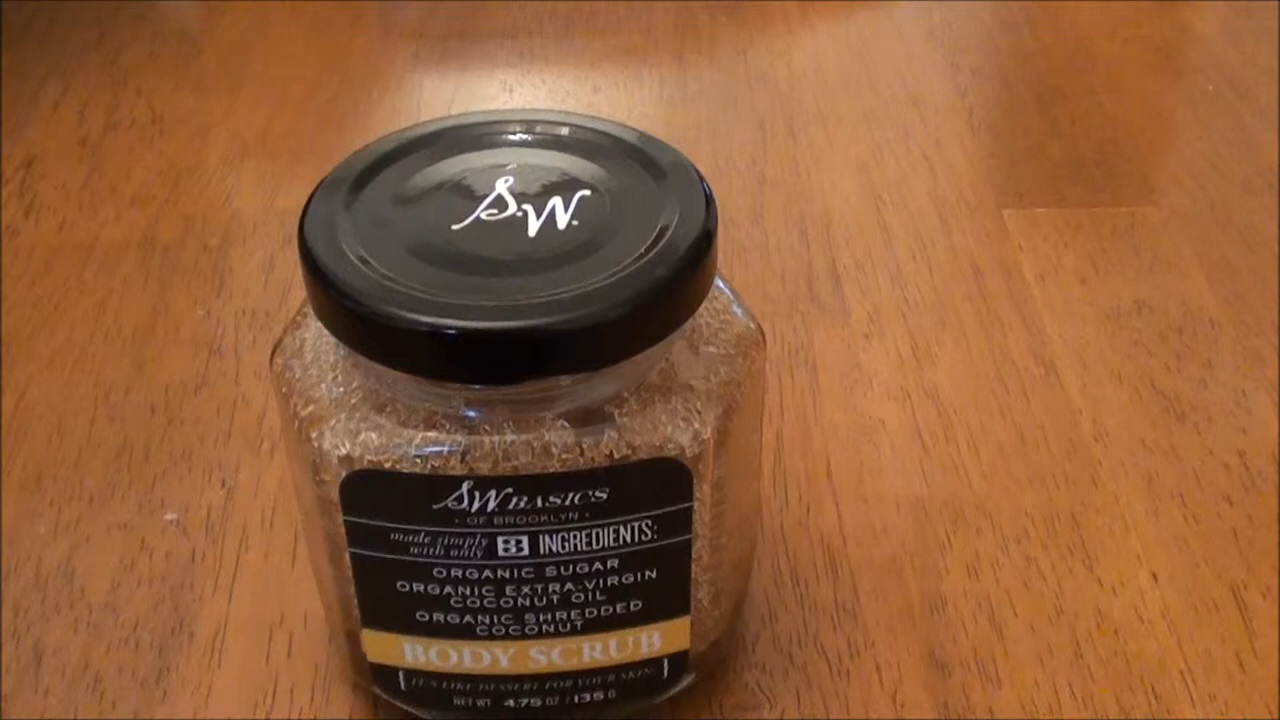 S.W.
S.W. BASICS
· OF BROOKLYN ·
made simply
with only 3 INGREDIENTS:
ORGANIC SUGAR
ORGANIC EXTRA-VIRGIN
COCONUT OIL
ORGANIC SHREDDED
COCONUT
BODY SCRUB
{IT'S LIKE DESSERT FOR YOUR SKIN.}
NET WT 4.75 OZ / 135 G